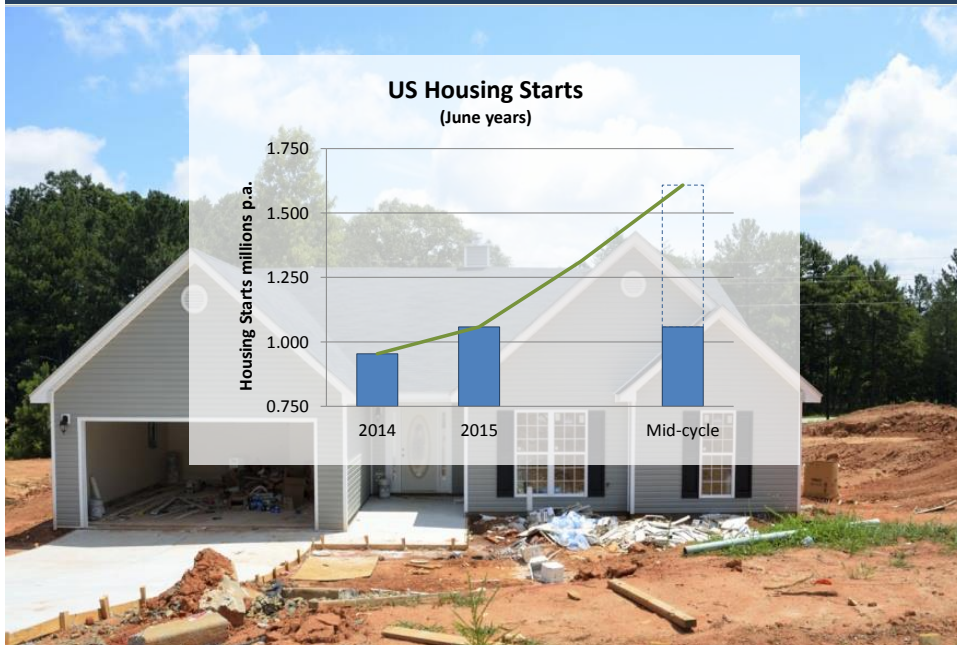 US Housing Starts
(June years)
Housing Starts millions p.a.
1.750
1.500
1.250
1.000
0.750
2014 2015 Mid-cycle